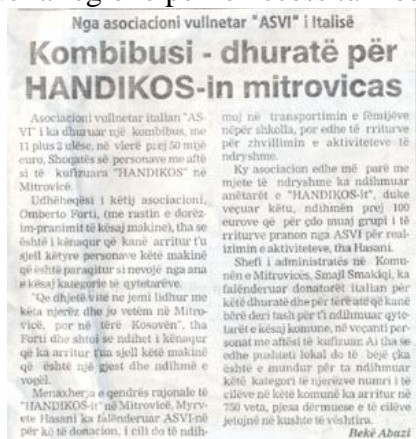 Nga asociacioni vullnetar "ASVI" i Italisë
Kombibusi - dhuratë për
HANDIKOS-in mitrovicas
Asociacioni vullnetar italian "AS-
VI" i ka dhuruar një kombibus, me
11 plus 2 ulëse, në vlerë prej 50 mijë
euro, Shoqatës së personave me aftë
si të kufizuara "HANDIKOS" në
Mitrovicë.
Udhëheqësi i këtij asociacioni,
Omberto Forti, (me rastin e dorëz-
im-pranimit të kësaj makine), tha se
është i kënaqur që kanë arritur t'u
sjell këtyre personave këtë makinë
që është paraqitur si nevojë nga ana
e kësaj kategorie të qytetarëve.
"Qe dhjetë vite ne jemi lidhur me
këta njerëz dhe jo vetëm në Mitro-
vicë, por në tërë Kosovën", tha
Forti dhe shtoi se ndihet i kënaqur
që ka arritur t'ua sjell këtë makinë
që është një gjest dhe ndihmë e
vogël.
Menaxherja e qendrës rajonale të
"HANDIKOS-it" në Mitrovicë, Myrv-
ete Hasani ka falënderuar ASVI-në
për këtë donacion, i cili do të ndih-
moj në transportimin e fëmijëve
nëpër shkolla, por edhe të rriturve
për zhvillimin e aktiviteteve të
ndryshme.
Ky asociacion edhe më parë me
mjete të ndryshme ka ndihmuar
anëtarët e "HANDIKOS-it", duke
veçuar këtu, ndihmën prej 100
eurove që për çdo muaj grupi i të
rriturve pranon nga ASVI për real-
izimin e aktiviteteve, tha Hasani.
Shefi i administratës në Komu-
nën e Mitrovicës, Smajl Smakiqi, ka
falënderuar donatorët italian për
këtë dhuratë dhe për tërë atë që kanë
bërë deri tash për t'i ndihmuar qyte-
tarët e kësaj komune, në veçanti per-
sonat me aftësi të kufizuar. Ai tha se
edhe pushteti lokal do të bëjë çka
është e mundur për ta ndihmuar
këtë kategori të njerëzve numri i të
cilëve në këtë komunë ka arritur në
750 veta, pjesa dërmuese e të cilëve
jetojnë në kushte të vështira.
Bekë Abazi